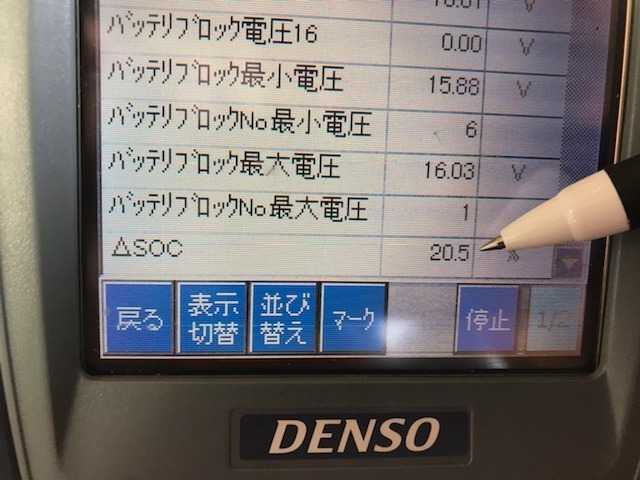 バッテリブロック電圧16 0.00 V
バッテリブロック最小電圧 15.88 V
バッテリブロックNo最小電圧 6
バッテリブロック最大電圧 16.03 V
バッテリブロックNo最大電圧 1
△SOC 20.5 %
戻る 表示切替 並び替え マーク 停止 1/2
DENSO